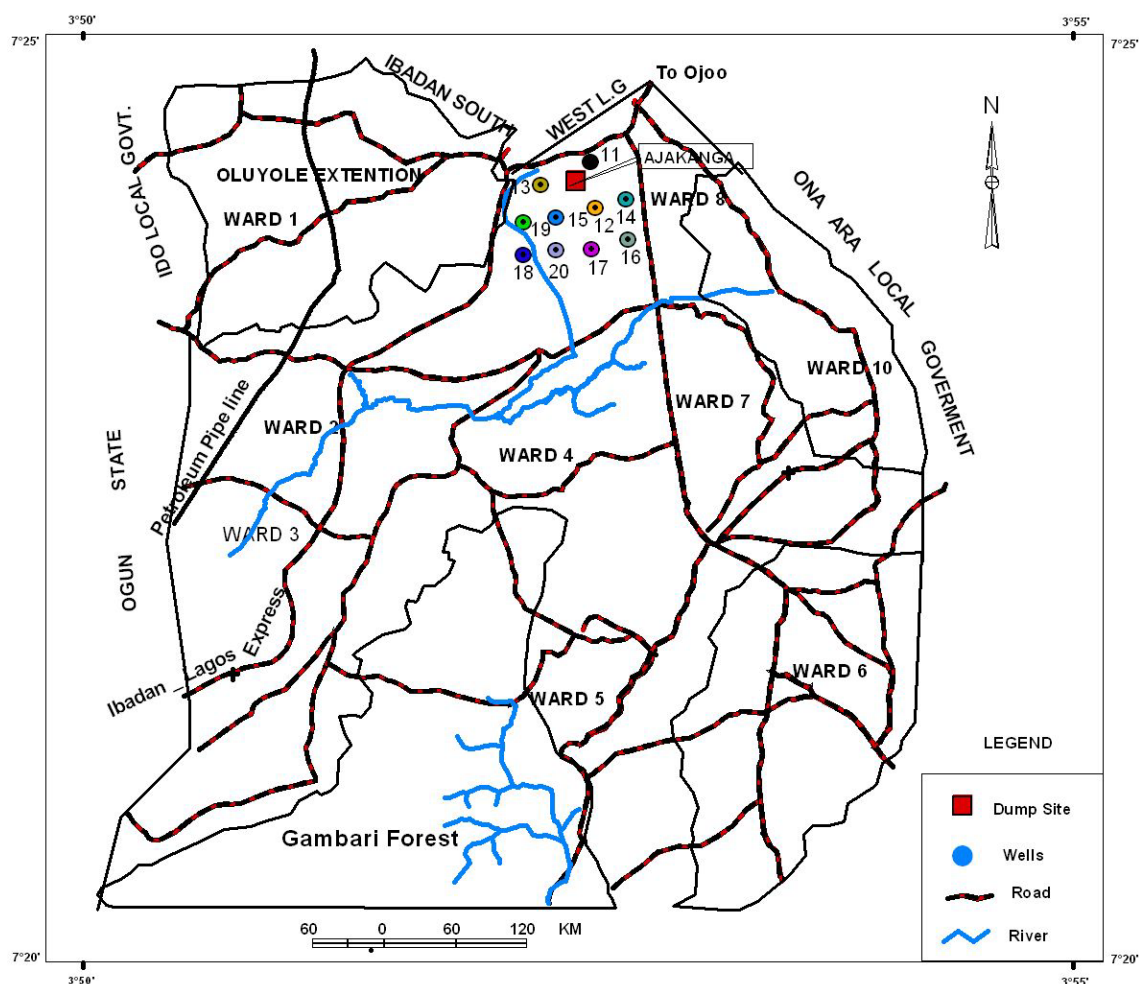 3°50'
3°55'
7°25'
7°25'
IBADAN SOUTH
WEST L.G
To Ojoo
N
IDO LOCAL GOVT.
11
AJAKANGA
OLUYOLE EXTENTION
13
WARD 1
14
WARD 8
15
12
19
16
18
20
17
ONA ARA LOCAL GOVERMENT
WARD 10
WARD 7
WARD 2
Petroleum Pipe line
WARD 4
OGUN STATE
WARD 3
Ibadan _ Lagos Express
WARD 5
WARD 6
LEGEND
Dump Site
Wells
Road
River
Gambari Forest
60 0 60 120 KM
7°20'
7°20'
3°50'
3°55'